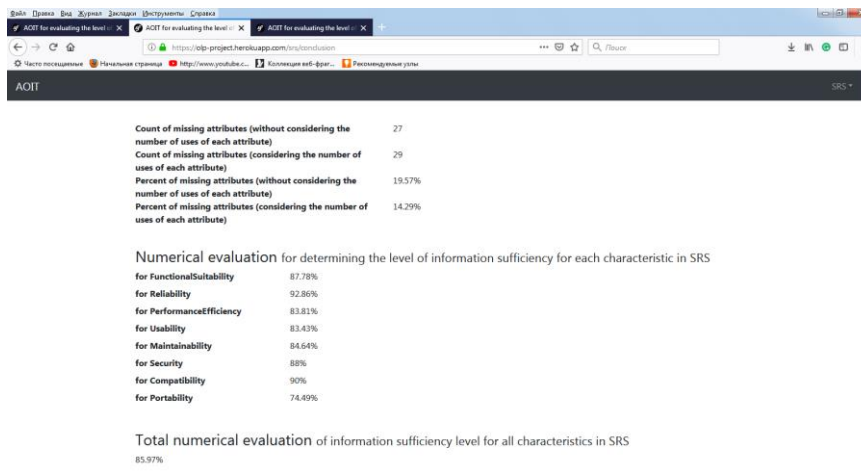 Файл Правка Вид Журнал Закладки Инструменты Справка
AOIT for evaluating the level of AOIT for evaluating the level of AOIT for evaluating the level of
https://olp-project.herokuapp.com/srs/conclusion Поиск
Часто посещаемые Начальная страница http://www.youtube.c... Коллекция веб-фраг... Рекомендуемые узлы
AOIT SRS
Count of missing attributes (without considering the 27
number of uses of each attribute)
Count of missing attributes (considering the number of 29
uses of each attribute)
Percent of missing attributes (without considering the 19.57%
number of uses of each attribute)
Percent of missing attributes (considering the number of 14.29%
uses of each attribute)
Numerical evaluation for determining the level of information sufficiency for each characteristic in SRS
for FunctionalSuitability 87.78%
for Reliability 92.86%
for PerformanceEfficiency 83.81%
for Usability 83.43%
for Maintainability 84.64%
for Security 88%
for Compatibility 90%
for Portability 74.49%
Total numerical evaluation of information sufficiency level for all characteristics in SRS
85.97%